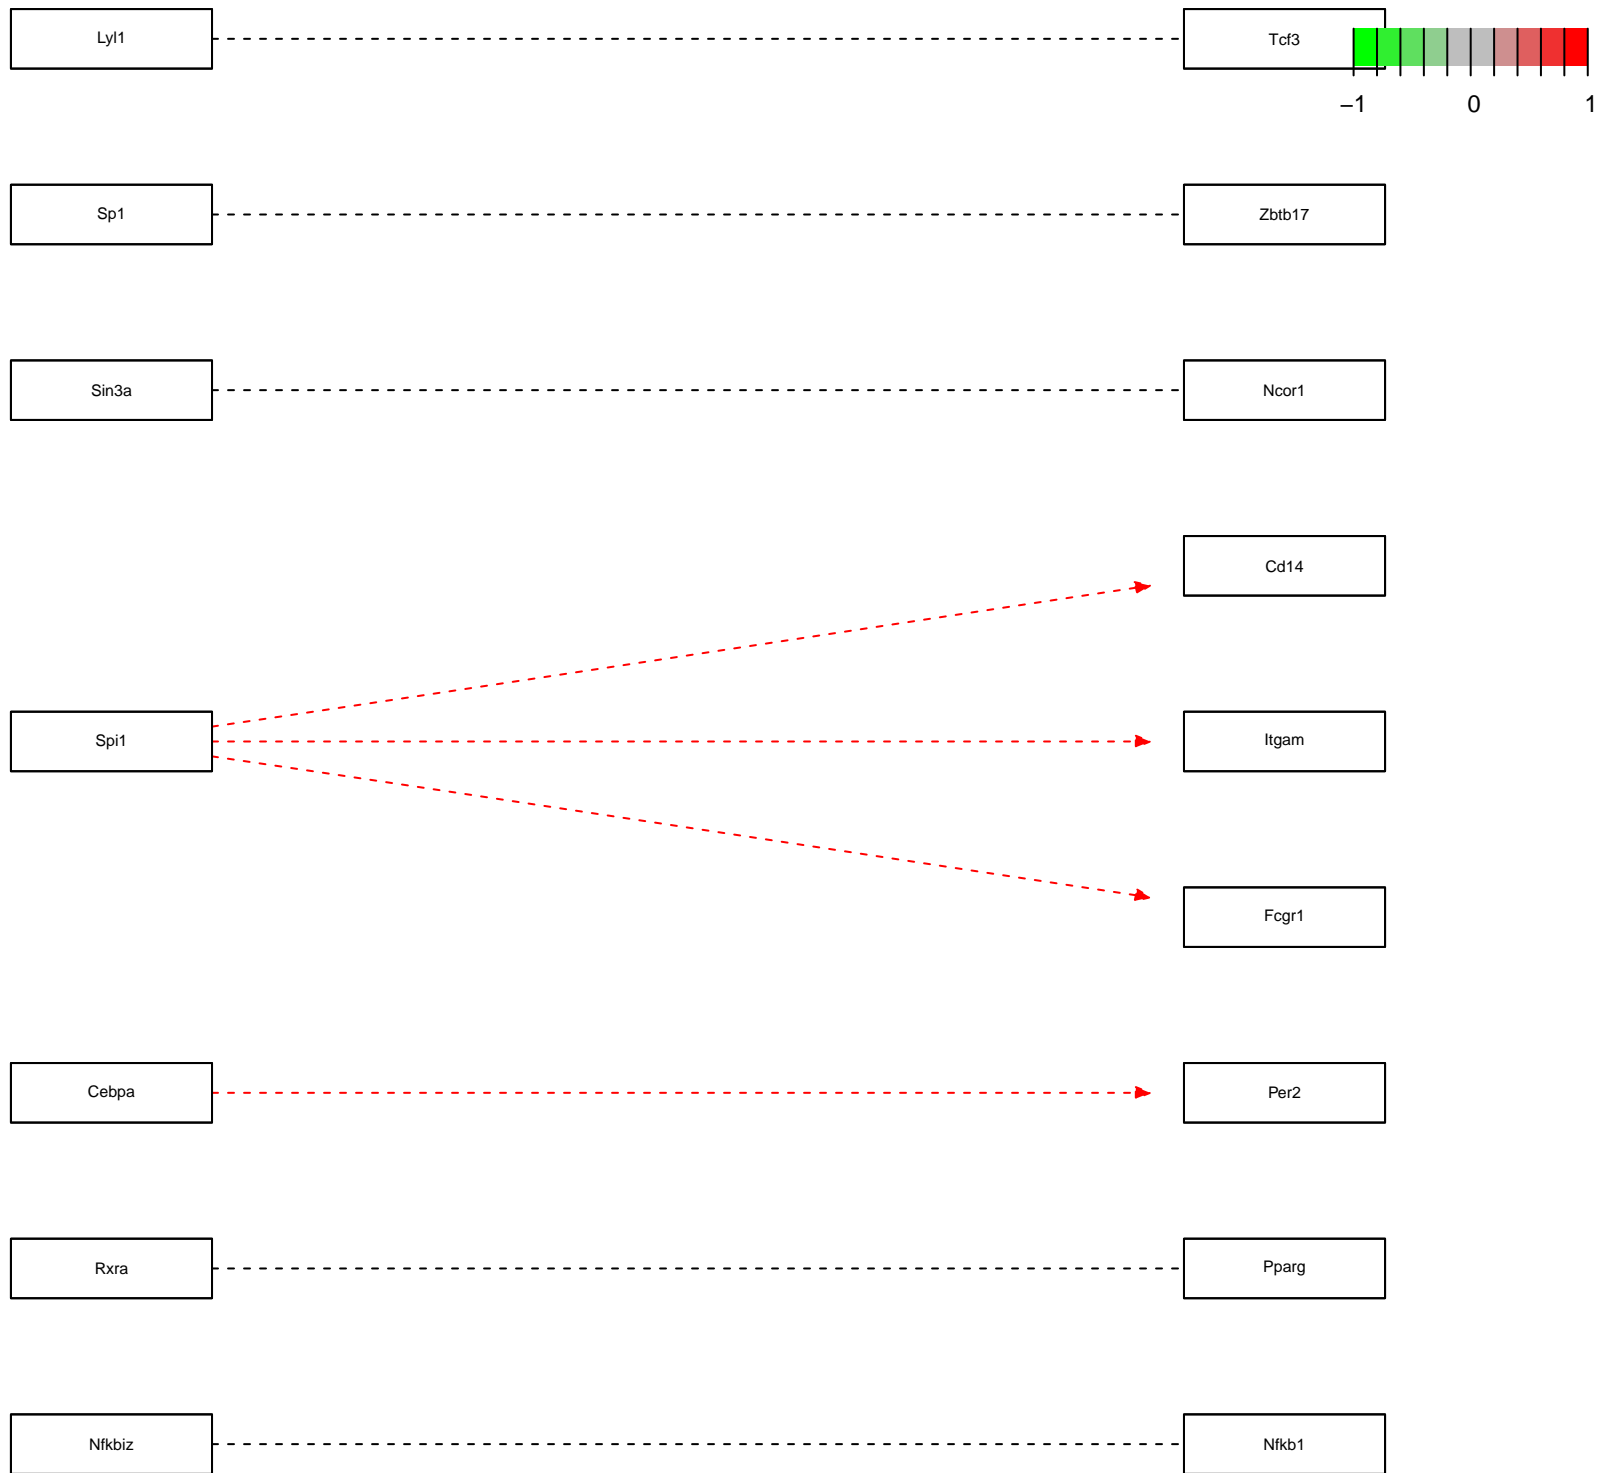 Lyl1
Tcf3
−1 0 1
Sp1
Zbtb17
Sin3a
Ncor1
Cd14
Spi1
Itgam
Fcgr1
Cebpa
Per2
Rxra
Pparg
Nfkbiz
Nfkb1